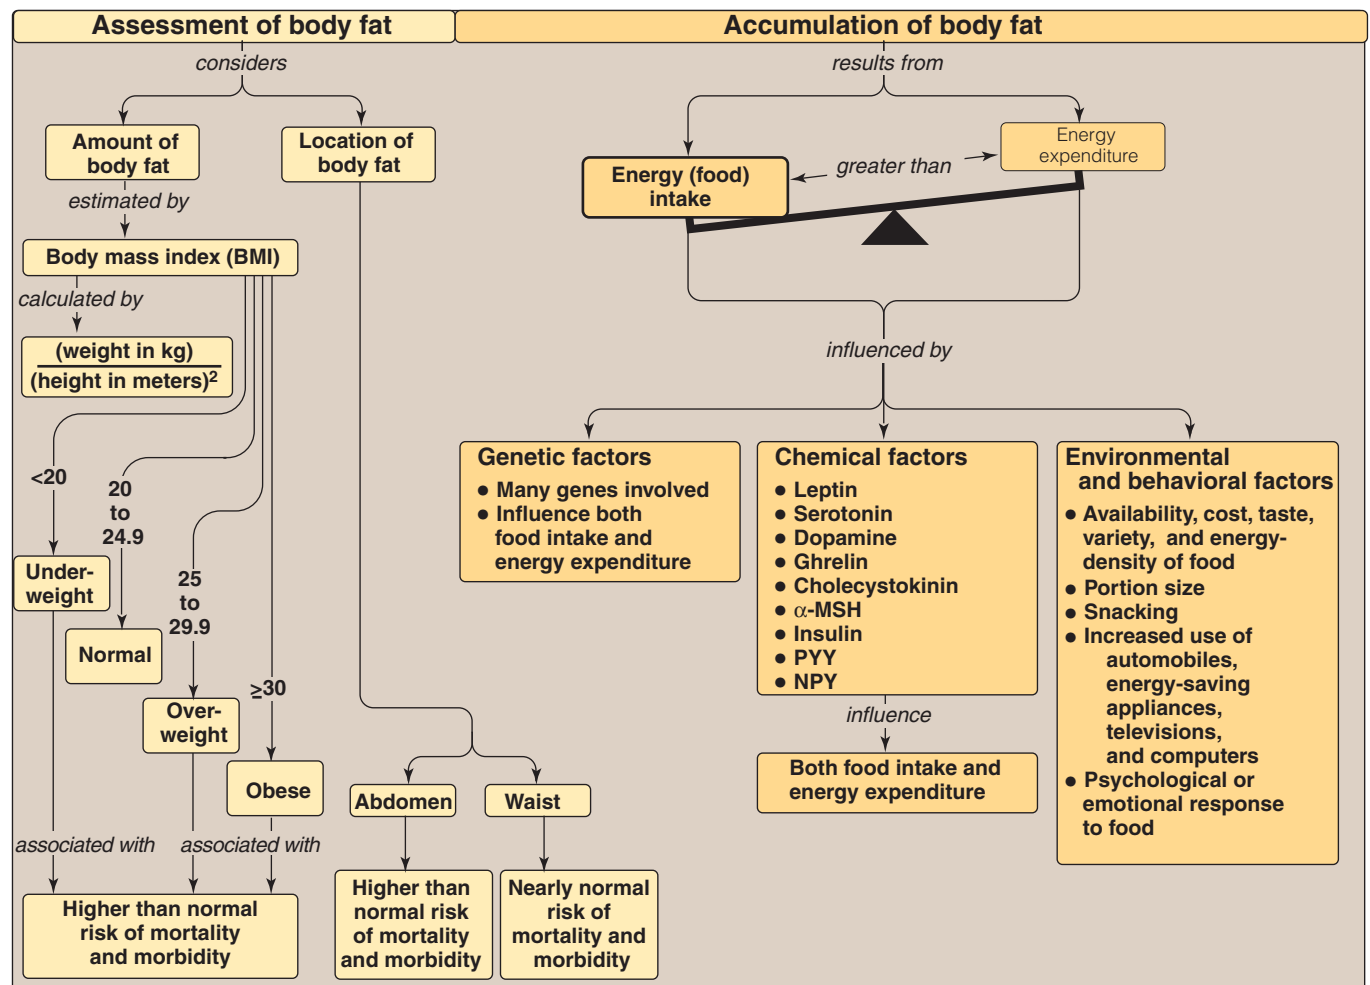 Assessment of body fat
considers
Amount of
body fat
Location of
body fat
estimated by
Body mass index (BMI)
calculated by
(weight in kg)
(height in meters)²
<20
20
to
24.9
25
to
29.9
≥30
Under-
weight
Normal
Over-
weight
Obese
associated with
associated with
Higher than normal
risk of mortality
and morbidity
Abdomen
Waist
Higher than
normal risk
of mortality
and morbidity
Nearly normal
risk of
mortality and
morbidity
Accumulation of body fat
results from
Energy (food)
intake
greater than
Energy
expenditure
influenced by
Genetic factors
● Many genes involved
● Influence both
food intake and
energy expenditure
Chemical factors
● Leptin
● Serotonin
● Dopamine
● Ghrelin
● Cholecystokinin
● α-MSH
● Insulin
● PYY
● NPY
influence
Both food intake and
energy expenditure
Environmental
and behavioral factors
● Availability, cost, taste,
variety, and energy-
density of food
● Portion size
● Snacking
● Increased use of
automobiles,
energy-saving
appliances,
televisions,
and computers
● Psychological or
emotional response
to food